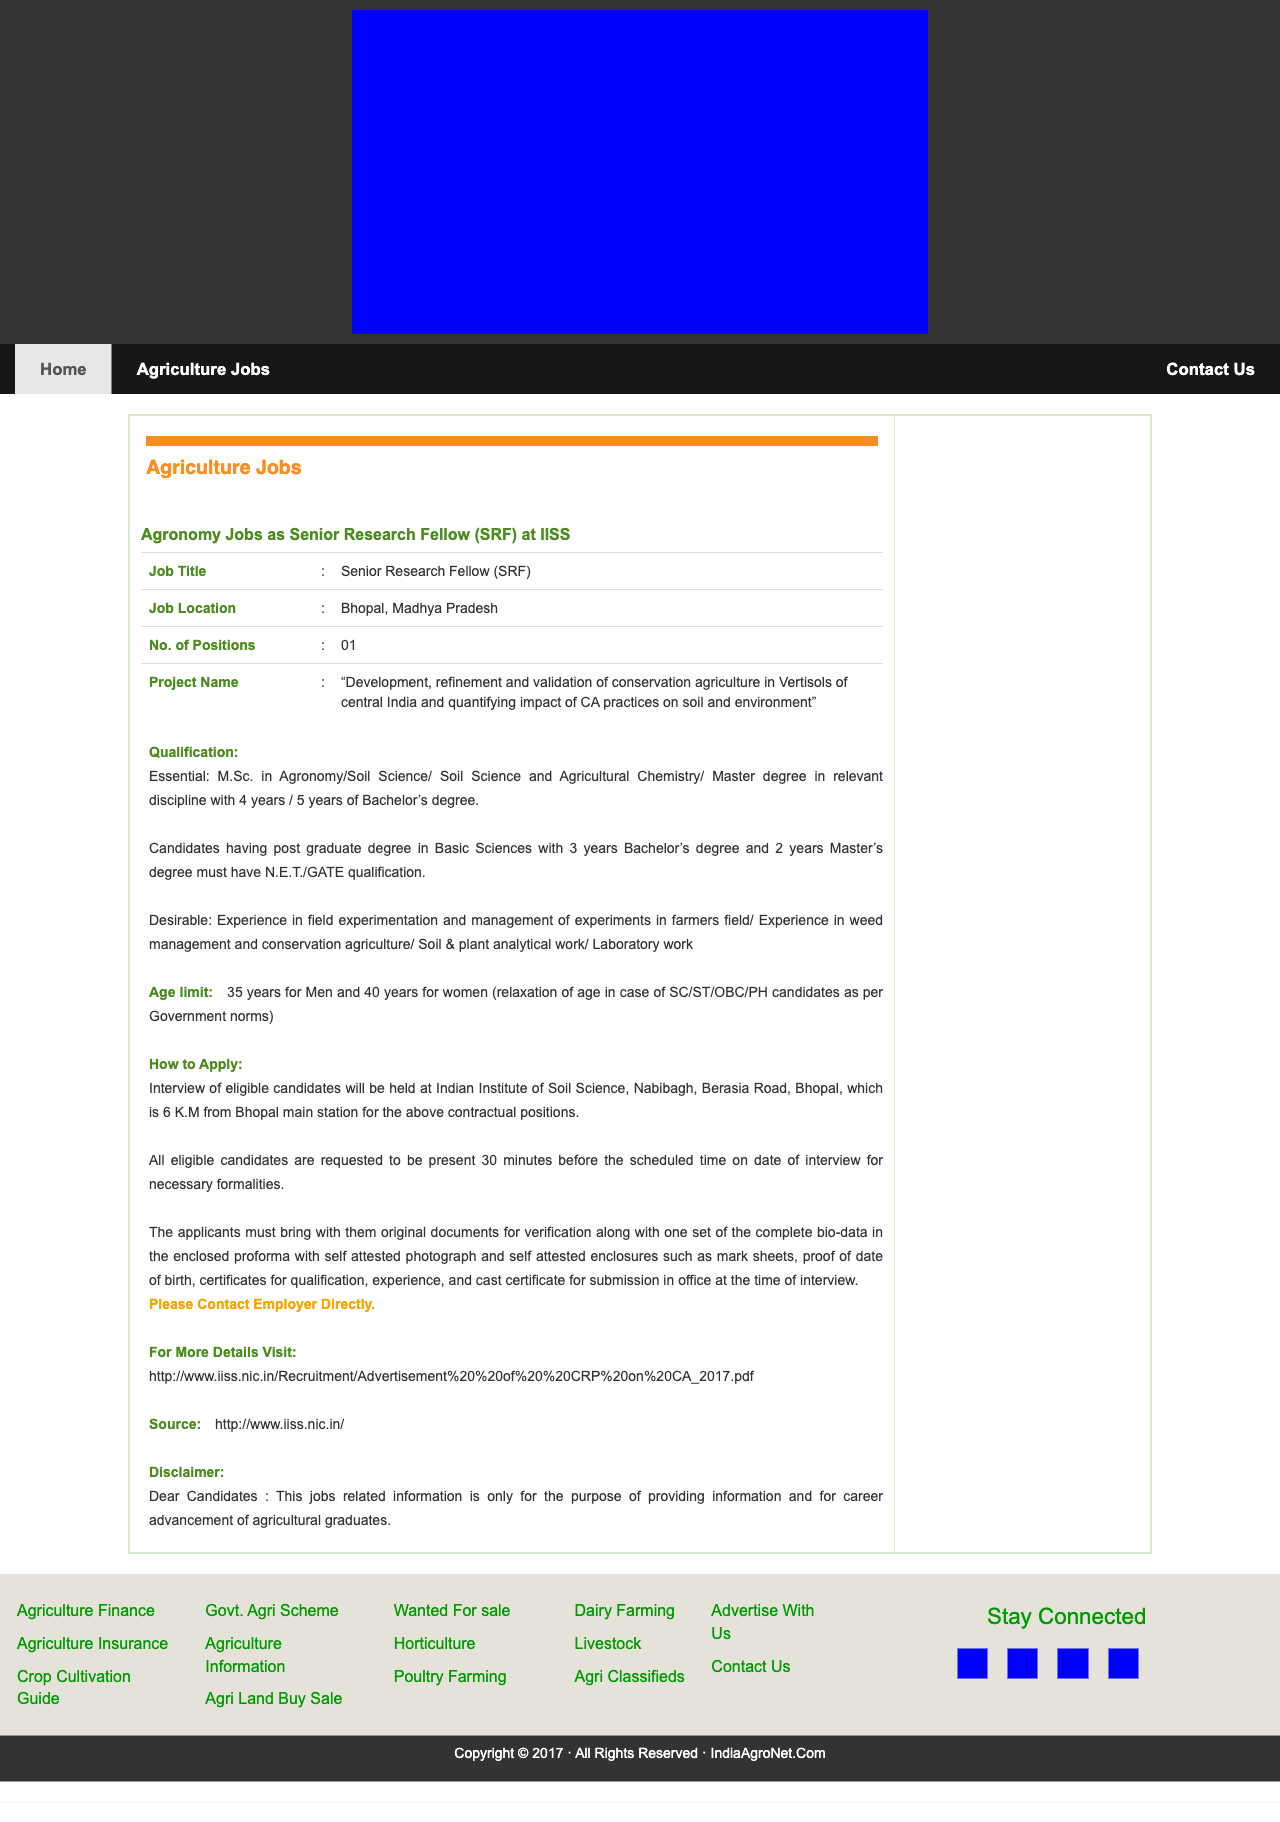 Home
Agriculture Jobs
Contact Us
Agriculture Jobs
Agronomy Jobs as Senior Research Fellow (SRF) at IISS
Job Title : Senior Research Fellow (SRF)
Job Location : Bhopal, Madhya Pradesh
No. of Positions : 01
Project Name : “Development, refinement and validation of conservation agriculture in Vertisols of
central India and quantifying impact of CA practices on soil and environment”
Qualification:
Essential: M.Sc. in Agronomy/Soil Science/ Soil Science and Agricultural Chemistry/ Master degree in relevant
discipline with 4 years / 5 years of Bachelor’s degree.
Candidates having post graduate degree in Basic Sciences with 3 years Bachelor’s degree and 2 years Master’s
degree must have N.E.T./GATE qualification.
Desirable: Experience in field experimentation and management of experiments in farmers field/ Experience in weed
management and conservation agriculture/ Soil & plant analytical work/ Laboratory work
Age limit: 35 years for Men and 40 years for women (relaxation of age in case of SC/ST/OBC/PH candidates as per
Government norms)
How to Apply:
Interview of eligible candidates will be held at Indian Institute of Soil Science, Nabibagh, Berasia Road, Bhopal, which
is 6 K.M from Bhopal main station for the above contractual positions.
All eligible candidates are requested to be present 30 minutes before the scheduled time on date of interview for
necessary formalities.
The applicants must bring with them original documents for verification along with one set of the complete bio-data in
the enclosed proforma with self attested photograph and self attested enclosures such as mark sheets, proof of date
of birth, certificates for qualification, experience, and cast certificate for submission in office at the time of interview.
Please Contact Employer Directly.
For More Details Visit:
http://www.iiss.nic.in/Recruitment/Advertisement%20%20of%20%20CRP%20on%20CA_2017.pdf
Source: http://www.iiss.nic.in/
Disclaimer:
Dear Candidates : This jobs related information is only for the purpose of providing information and for career
advancement of agricultural graduates.
Agriculture Finance
Agriculture Insurance
Crop Cultivation
Guide
Govt. Agri Scheme
Agriculture
Information
Agri Land Buy Sale
Wanted For sale
Horticulture
Poultry Farming
Dairy Farming
Livestock
Agri Classifieds
Advertise With
Us
Contact Us
Stay Connected
Copyright © 2017 · All Rights Reserved · IndiaAgroNet.Com